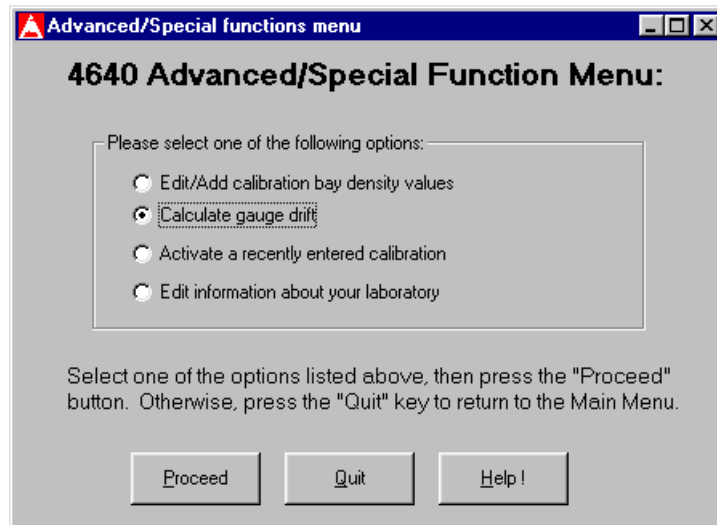 Advanced/Special functions menu
4640 Advanced/Special Function Menu:
Please select one of the following options:
Edit/Add calibration bay density values
Calculate gauge drift
Activate a recently entered calibration
Edit information about your laboratory
Select one of the options listed above, then press the "Proceed"
button. Otherwise, press the "Quit" key to return to the Main Menu.
Proceed Quit Help !